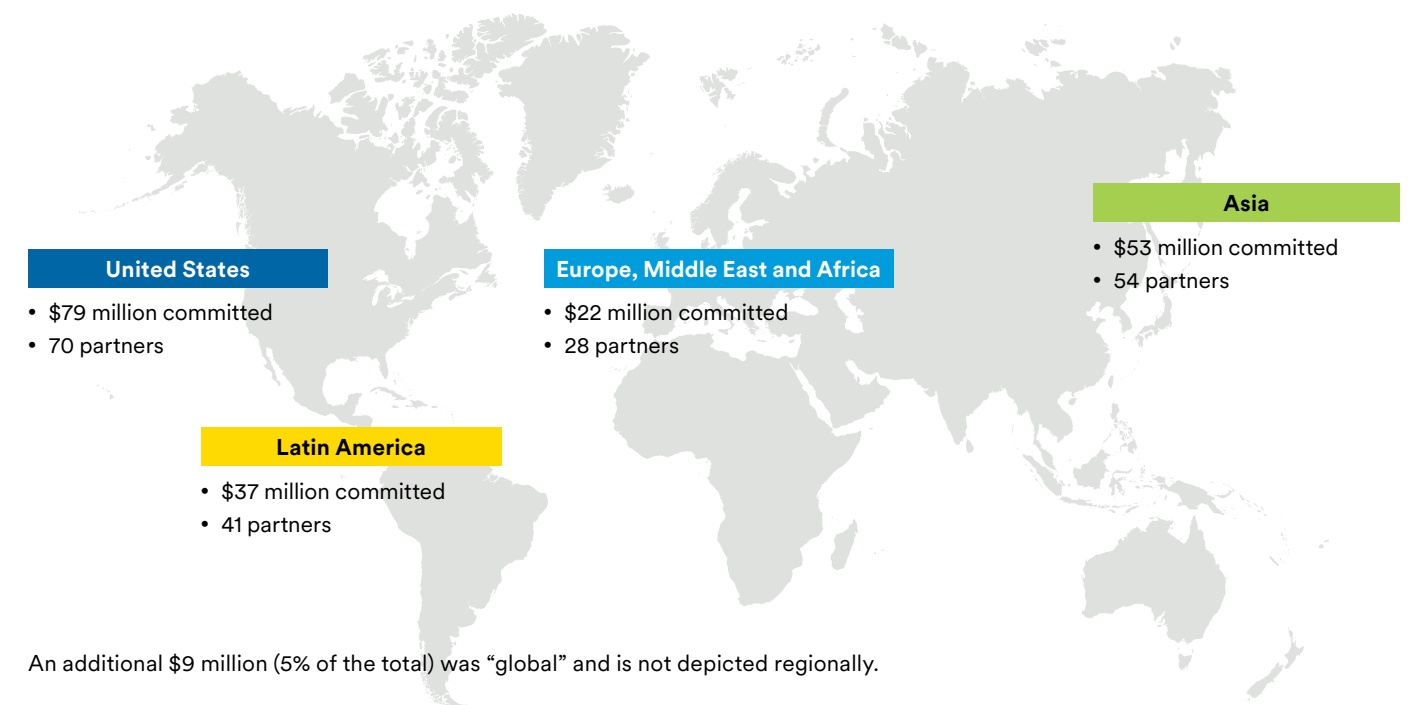 United States
• $79 million committed
• 70 partners
Latin America
• $37 million committed
• 41 partners
Europe, Middle East and Africa
• $22 million committed
• 28 partners
Asia
• $53 million committed
• 54 partners
An additional $9 million (5% of the total) was “global” and is not depicted regionally.